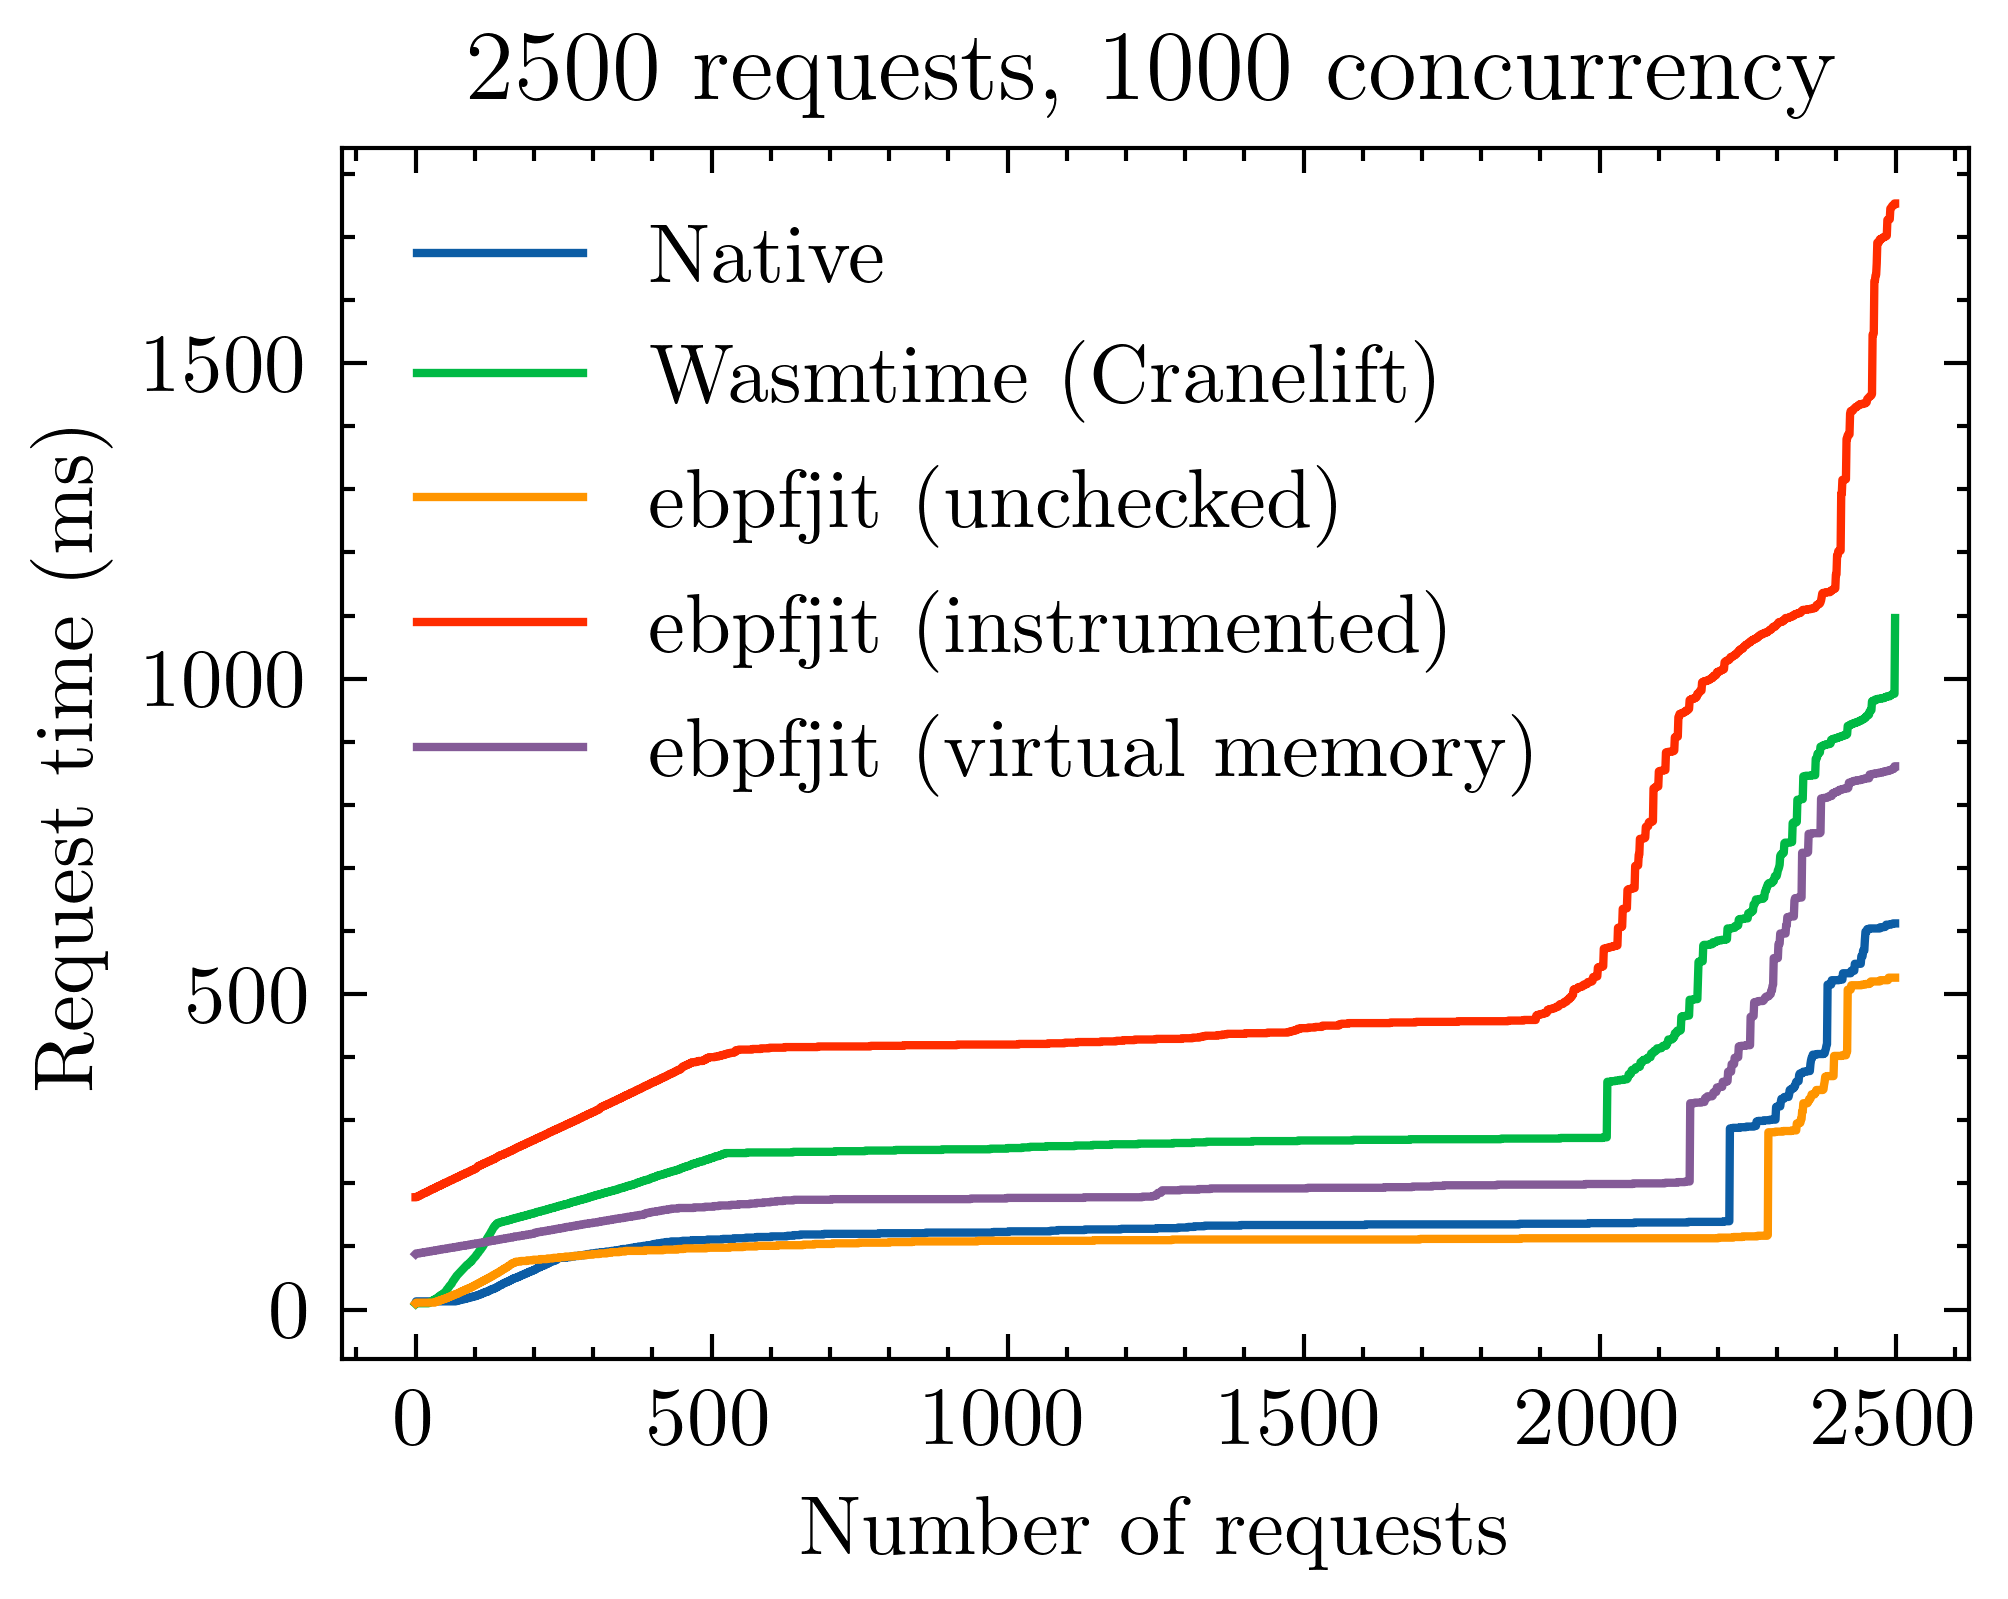 2500 requests, 1000 concurrency
Native
Wasmtime (Cranelift)
ebpfjit (unchecked)
ebpfjit (instrumented)
ebpfjit (virtual memory)
Request time (ms)
1500
1000
500
0
0 500 1000 1500 2000 2500
Number of requests